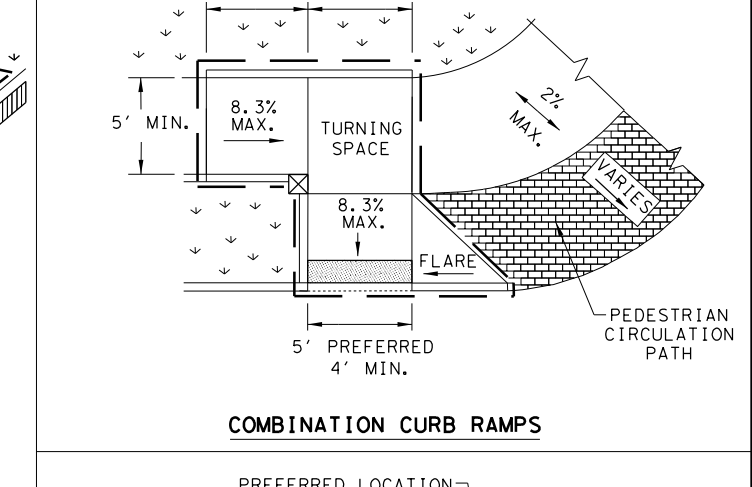 5' MIN.
8.3%
MAX.
TURNING
SPACE
2%
MAX.
VARIES
8.3%
MAX.
FLARE
5' PREFERRED
4' MIN.
PEDESTRIAN
CIRCULATION
PATH
COMBINATION CURB RAMPS
PREFERRED LOCATION